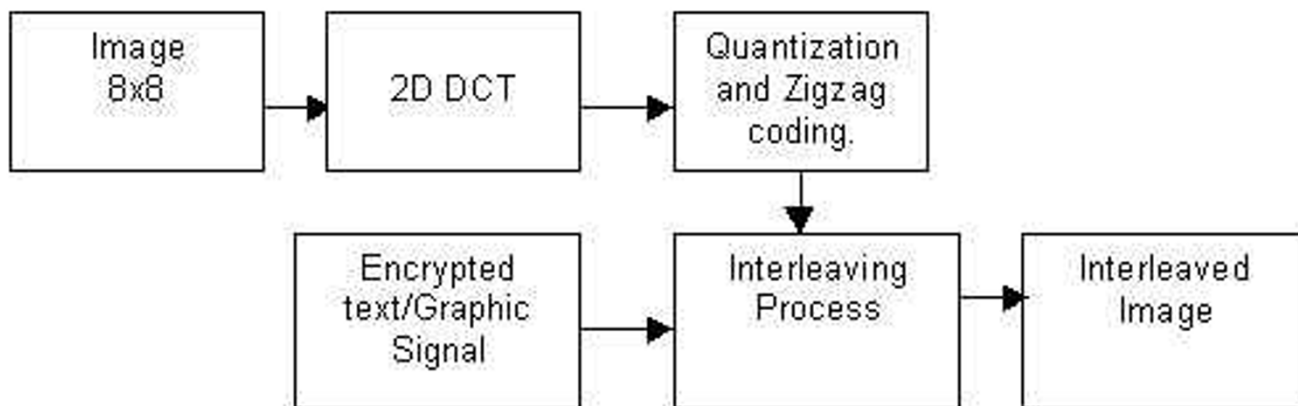 Image
8x8
2D DCT
Quantization
and Zigzag
coding.
Encrypted
text/Graphic
Signal
Interleaving
Process
Interleaved
Image